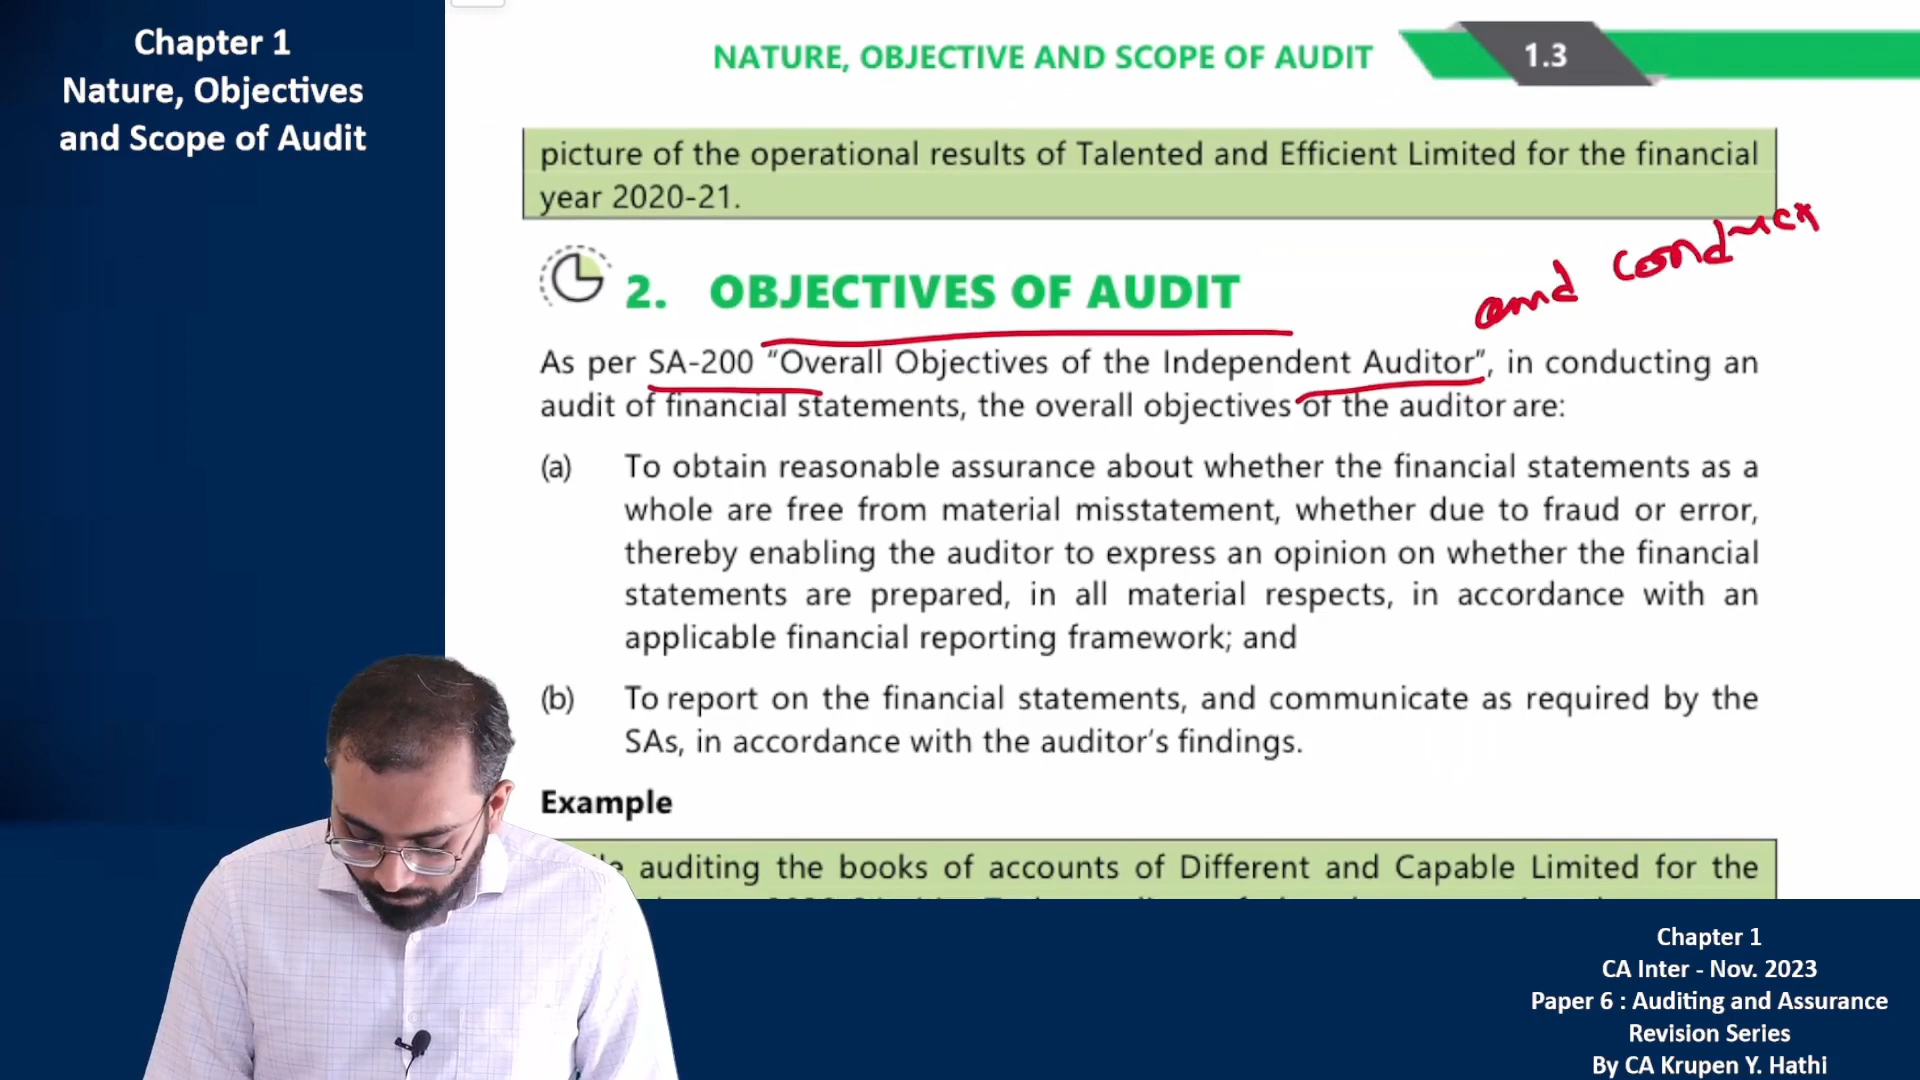 Chapter 1
Nature, Objectives
and Scope of Audit
NATURE, OBJECTIVE AND SCOPE OF AUDIT
1.3
picture of the operational results of Talented and Efficient Limited for the financial
year 2020-21.
and conduct
2. OBJECTIVES OF AUDIT
As per SA-200 “Overall Objectives of the Independent Auditor”, in conducting an
audit of financial statements, the overall objectives of the auditor are:
(a) To obtain reasonable assurance about whether the financial statements as a
whole are free from material misstatement, whether due to fraud or error,
thereby enabling the auditor to express an opinion on whether the financial
statements are prepared, in all material respects, in accordance with an
applicable financial reporting framework; and
(b) To report on the financial statements, and communicate as required by the
SAs, in accordance with the auditor’s findings.
Example
auditing the books of accounts of Different and Capable Limited for the
Chapter 1
CA Inter - Nov. 2023
Paper 6 : Auditing and Assurance
Revision Series
By CA Krupen Y. Hathi